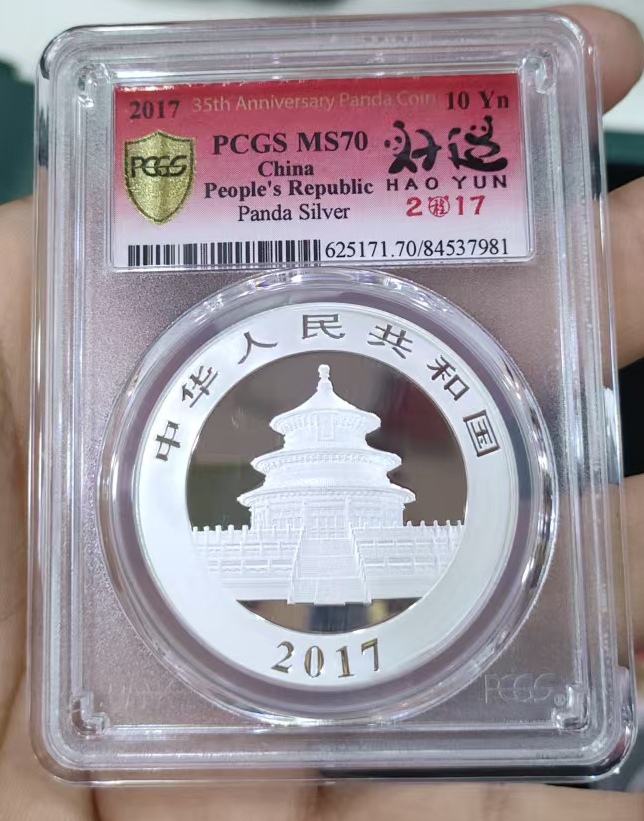 2017 35th Anniversary Panda Coin 10 Yn
PCGS
PCGS MS70
China
People's Republic
Panda Silver
好运
HAO YUN
2017
625171.70/84537981
中华人民共和国
2017
PCGS